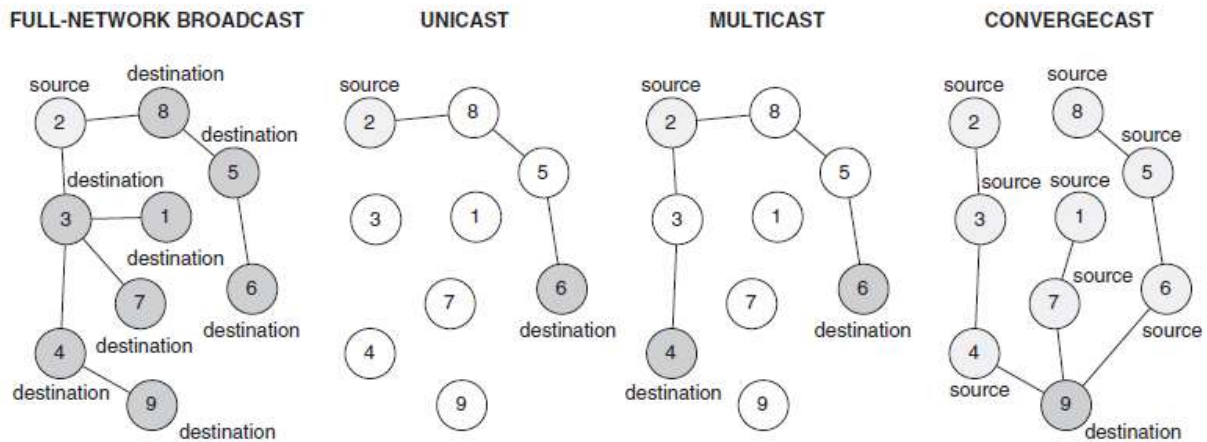 FULL-NETWORK BROADCAST
source
destination
2
8
destination
5
destination
3
1
destination
7
6
destination
destination
4
destination
9
destination
UNICAST
source
2
8
5
3
1
7
6
destination
4
9
MULTICAST
source
2
8
5
3
1
7
6
destination
4
destination
9
CONVERGECAST
source
source
2
8
source
5
source
source
3
1
source
7
6
source
4
source
9
destination